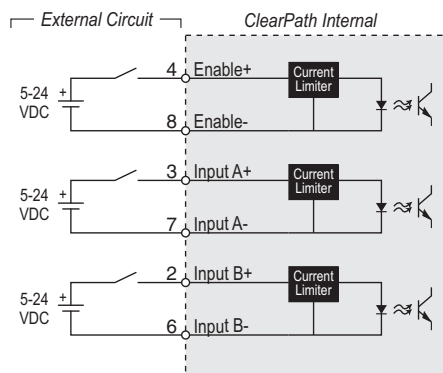 External Circuit
ClearPath Internal
5-24
VDC
+
4
Enable+
Current
Limiter
8
Enable-
5-24
VDC
+
3
Input A+
Current
Limiter
7
Input A-
5-24
VDC
+
2
Input B+
Current
Limiter
6
Input B-